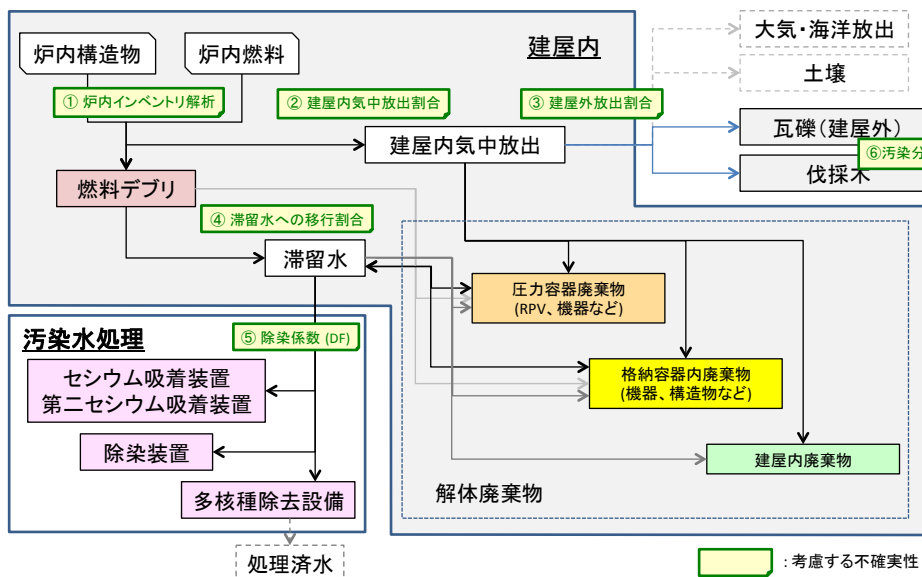 炉内構造物
炉内燃料
建屋内
大気・海洋放出
土壌
① 炉内インベントリ解析
② 建屋内気中放出割合
③ 建屋外放出割合
瓦礫(建屋外)
⑥汚染分
伐採木
建屋内気中放出
燃料デブリ
④ 滞留水への移行割合
滞留水
圧力容器廃棄物
(RPV、機器など)
汚染水処理
⑤ 除染係数 (DF)
セシウム吸着装置
第二セシウム吸着装置
格納容器内廃棄物
(機器、構造物など)
除染装置
建屋内廃棄物
多核種除去設備
解体廃棄物
処理済水
:考慮する不確実性